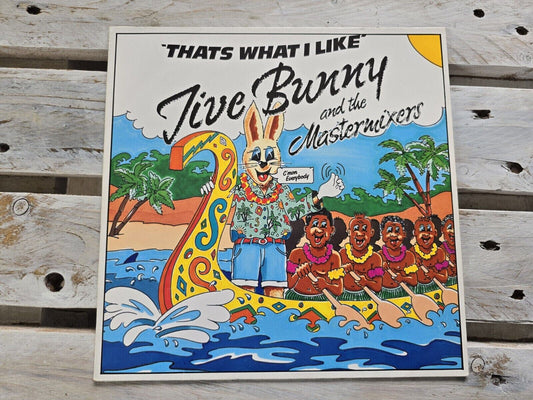 "THATS WHAT I LIKE"
Jive Bunny
and the
Mastermixers
C'mon
Everybody